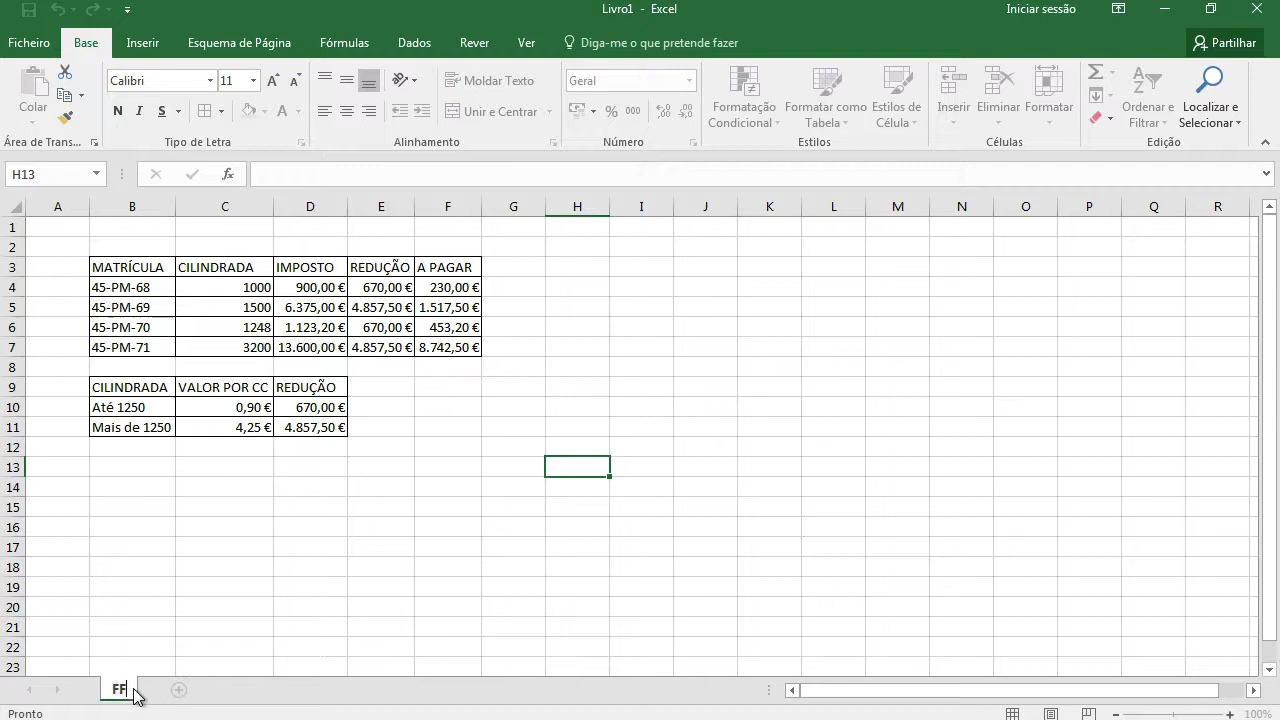 Livro1 - Excel
Iniciar sessão
Ficheiro Base Inserir Esquema de Página Fórmulas Dados Rever Ver Diga-me o que pretende fazer Partilhar
Colar
Calibri 11
N I S
Moldar Texto
Unir e Centrar
Geral
% 000
Formatação Condicional
Formatar como Tabela
Estilos de Célula
Inserir Eliminar Formatar
Ordenar e Filtrar
Localizar e Selecionar
Área de Trans... Tipo de Letra Alinhamento Número Estilos Células Edição
H13 fx
A B C D E F G H I J K L M N O P Q R
1
2
3 MATRÍCULA CILINDRADA IMPOSTO REDUÇÃO A PAGAR
4 45-PM-68 1000 900,00 € 670,00 € 230,00 €
5 45-PM-69 1500 6.375,00 € 4.857,50 € 1.517,50 €
6 45-PM-70 1248 1.123,20 € 670,00 € 453,20 €
7 45-PM-71 3200 13.600,00 € 4.857,50 € 8.742,50 €
8
9 CILINDRADA VALOR POR CC REDUÇÃO
10 Até 1250 0,90 € 670,00 €
11 Mais de 1250 4,25 € 4.857,50 €
12
13
14
15
16
17
18
19
20
21
22
23
FF
Pronto 100%